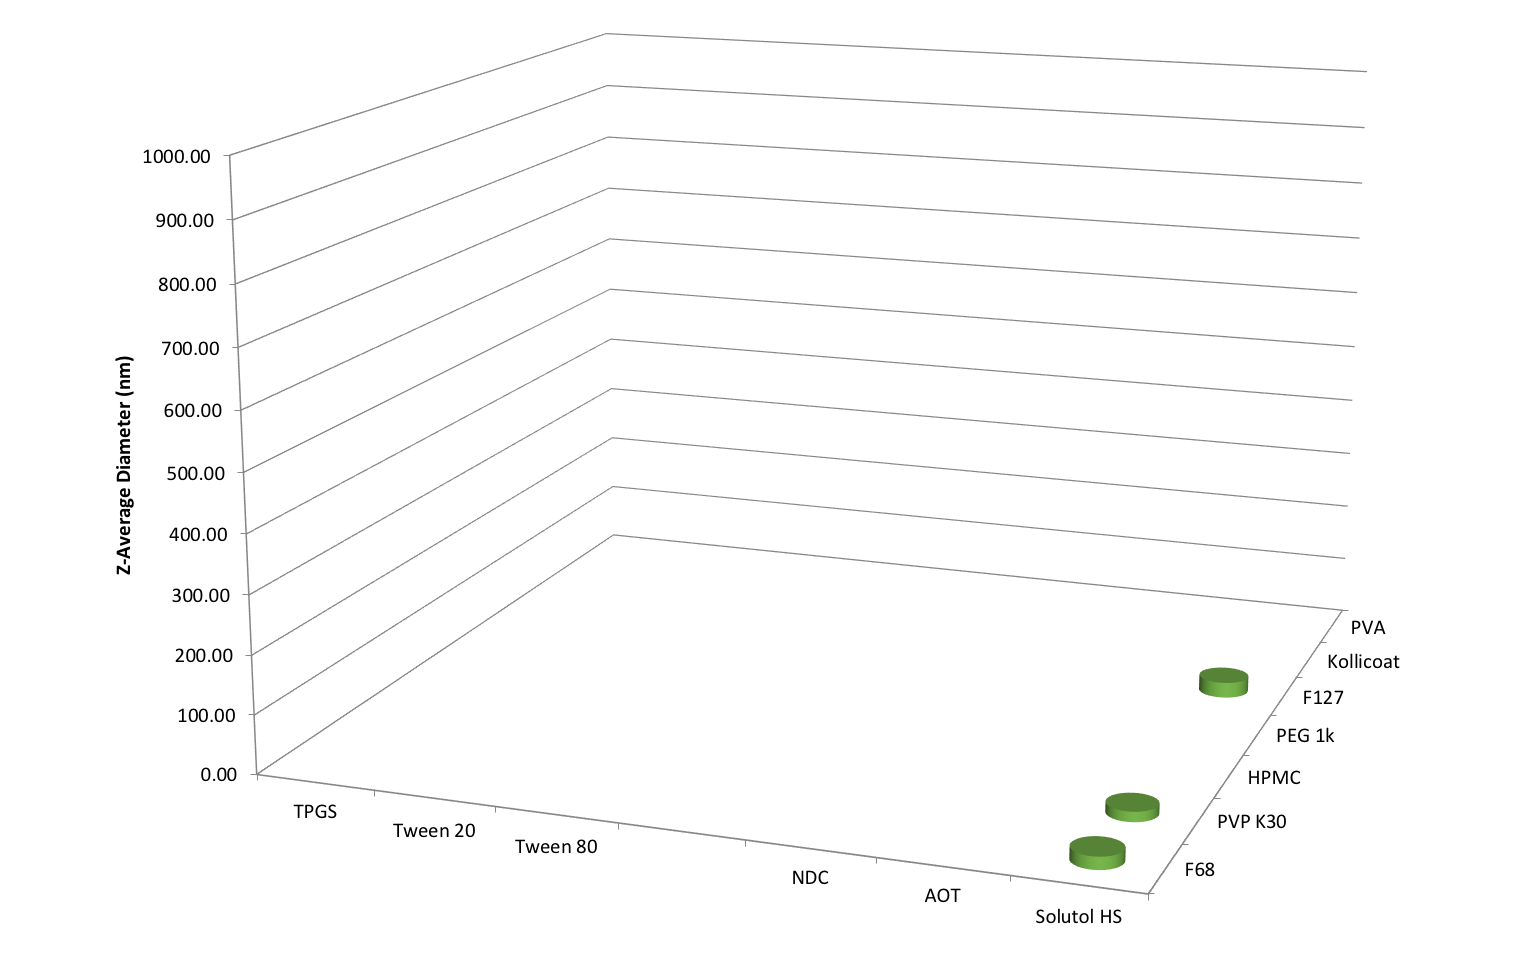 1000.00
900.00
800.00
700.00
600.00
500.00
400.00
300.00
200.00
100.00
0.00
Z-Average Diameter (nm)
TPGS
Tween 20
Tween 80
NDC
AOT
Solutol HS
PVA
Kollicoat
F127
PEG 1k
HPMC
PVP K30
F68